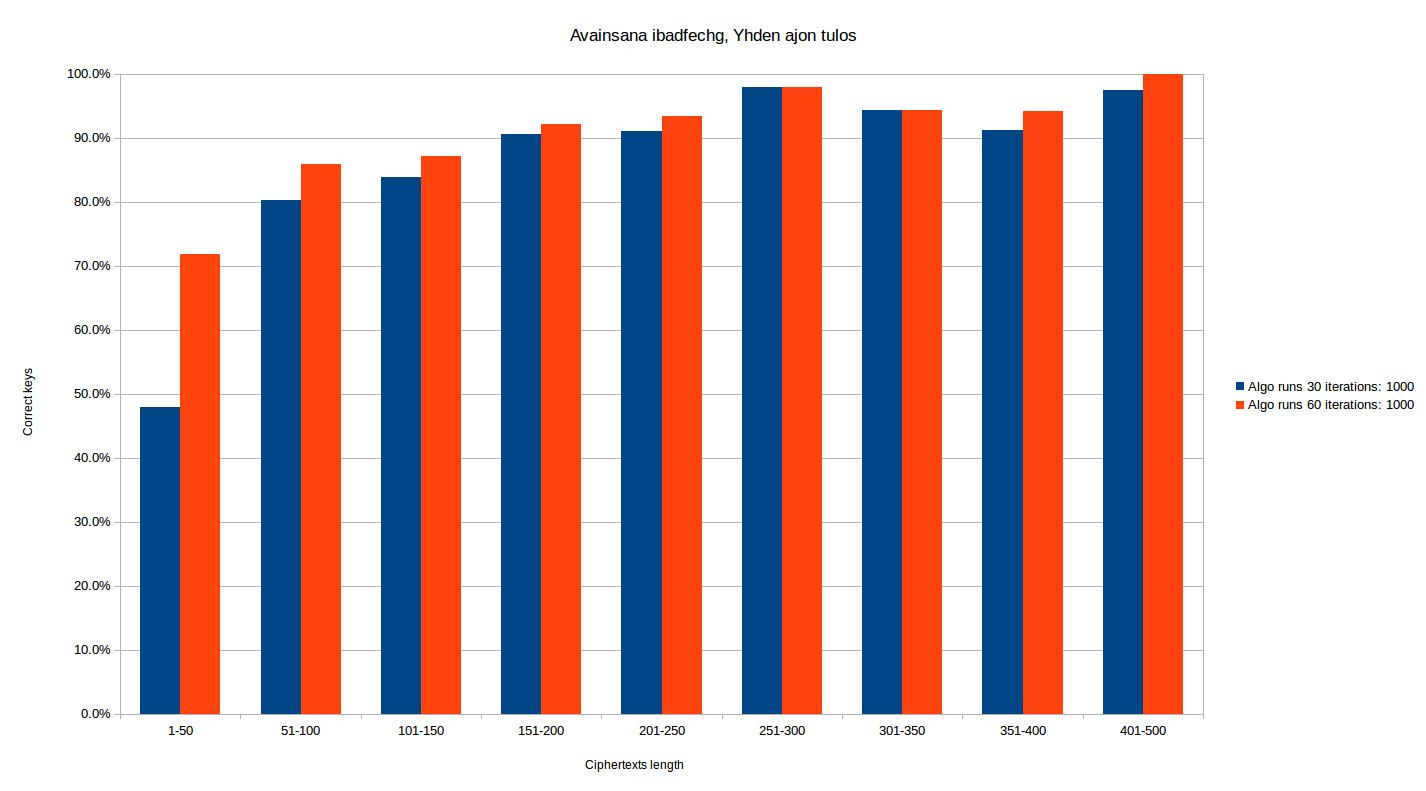 Avainsana ibadfechg, Yhden ajon tulos
100.0%
90.0%
80.0%
70.0%
60.0%
50.0%
40.0%
30.0%
20.0%
10.0%
0.0%
Correct keys
1-50 51-100 101-150 151-200 201-250 251-300 301-350 351-400 401-500
Ciphertexts length
Algo runs 30 iterations: 1000
Algo runs 60 iterations: 1000